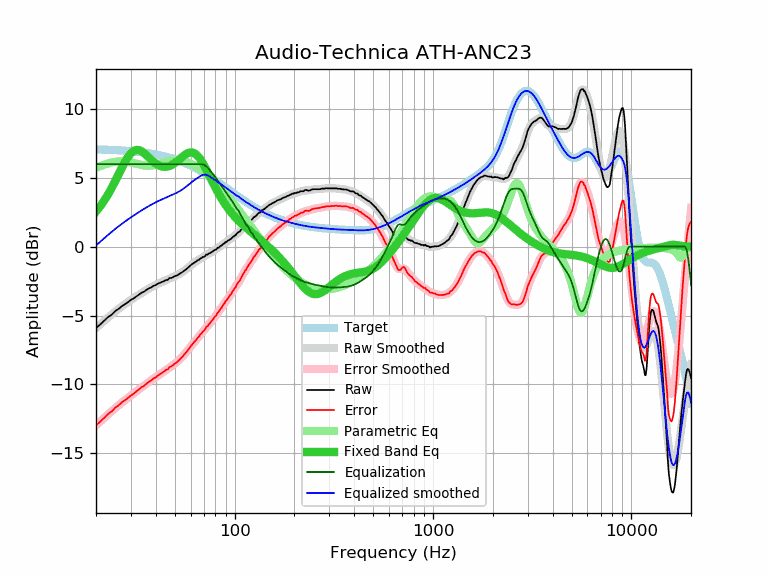 Audio-Technica ATH-ANC23
10
5
0
−5
−10
−15
Amplitude (dBr)
Target
Raw Smoothed
Error Smoothed
Raw
Error
Parametric Eq
Fixed Band Eq
Equalization
Equalized smoothed
100 1000 10000
Frequency (Hz)